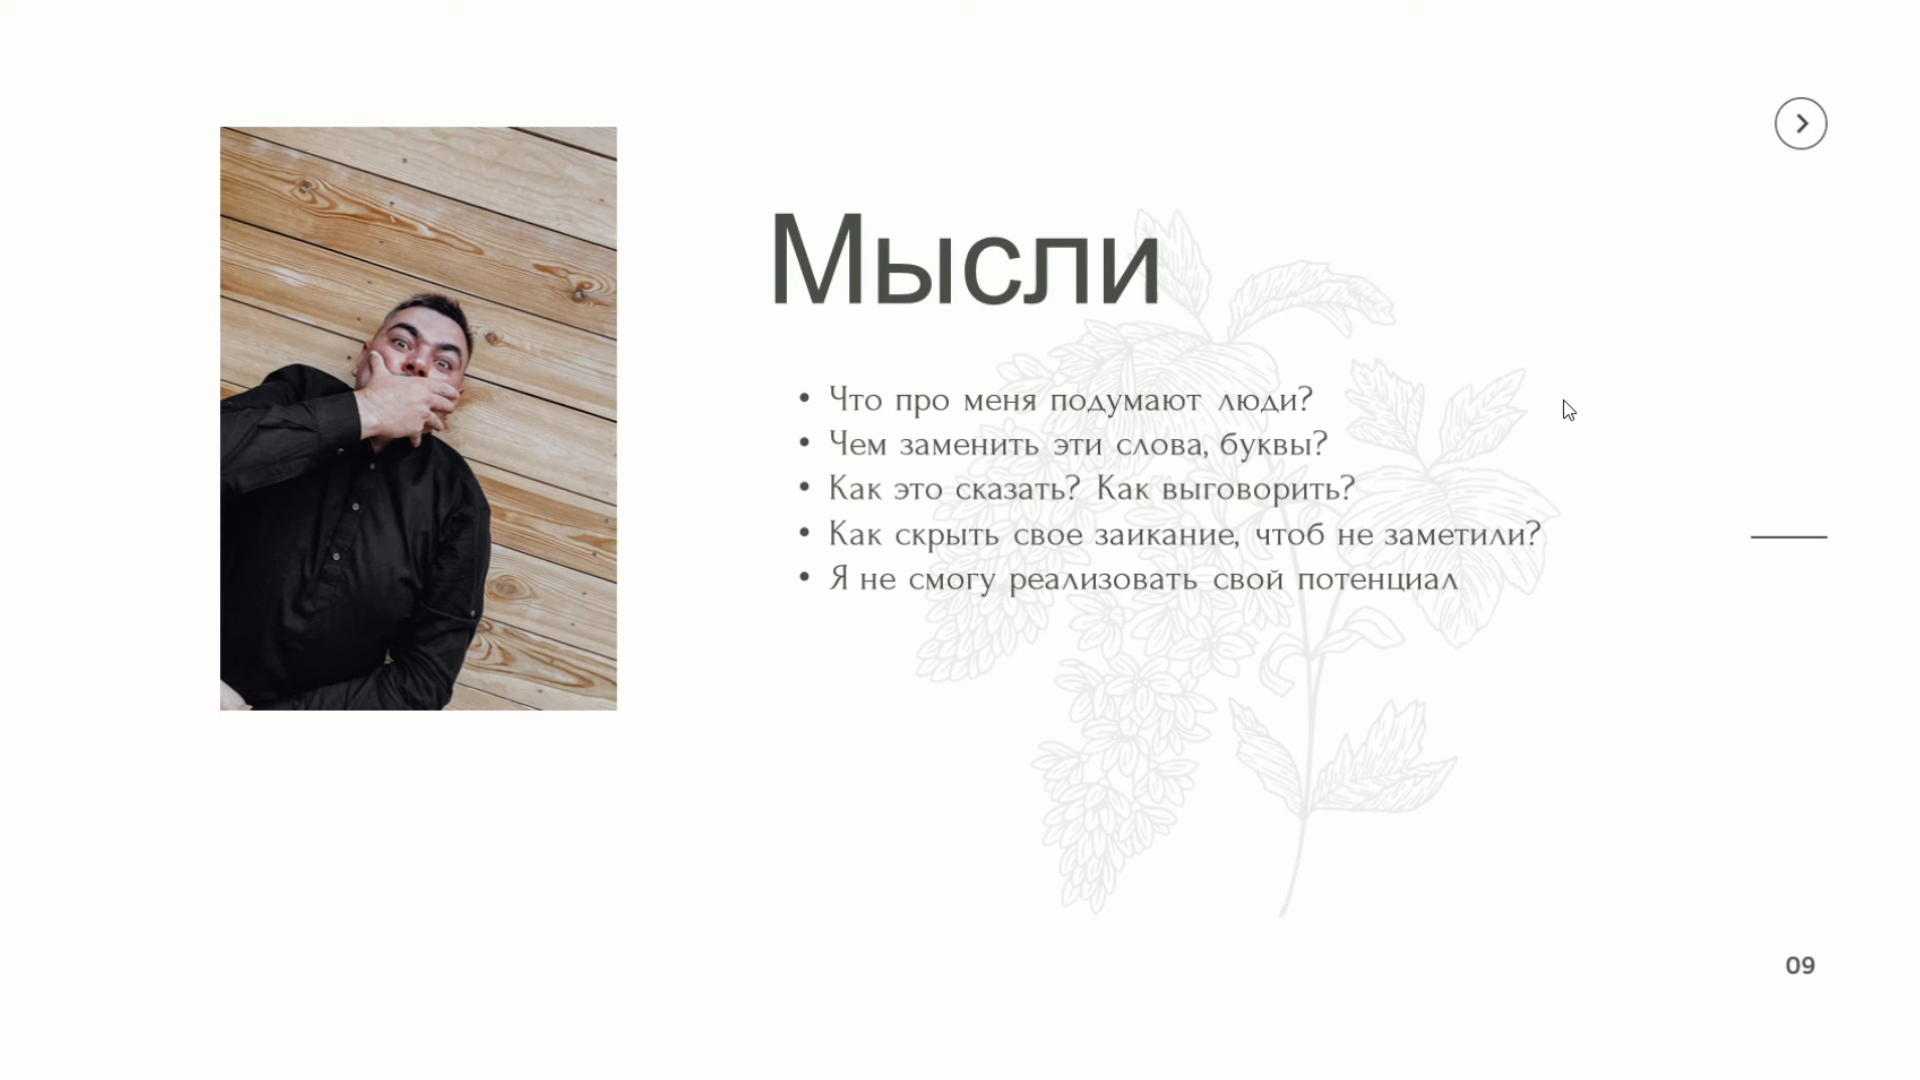 Мысли
• Что про меня подумают люди?
• Чем заменить эти слова, буквы?
• Как это сказать? Как выговорить?
• Как скрыть свое заикание, чтоб не заметили?
• Я не смогу реализовать свой потенциал
09